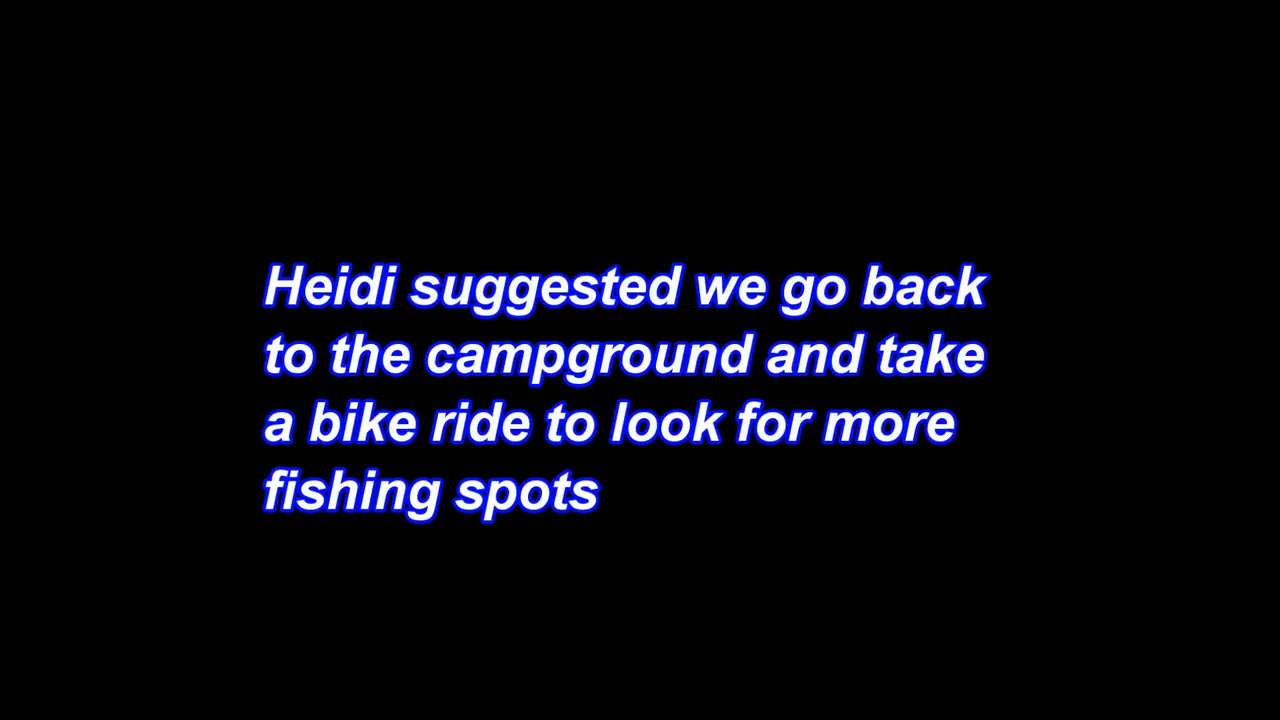 Heidi suggested we go back
to the campground and take
a bike ride to look for more
fishing spots